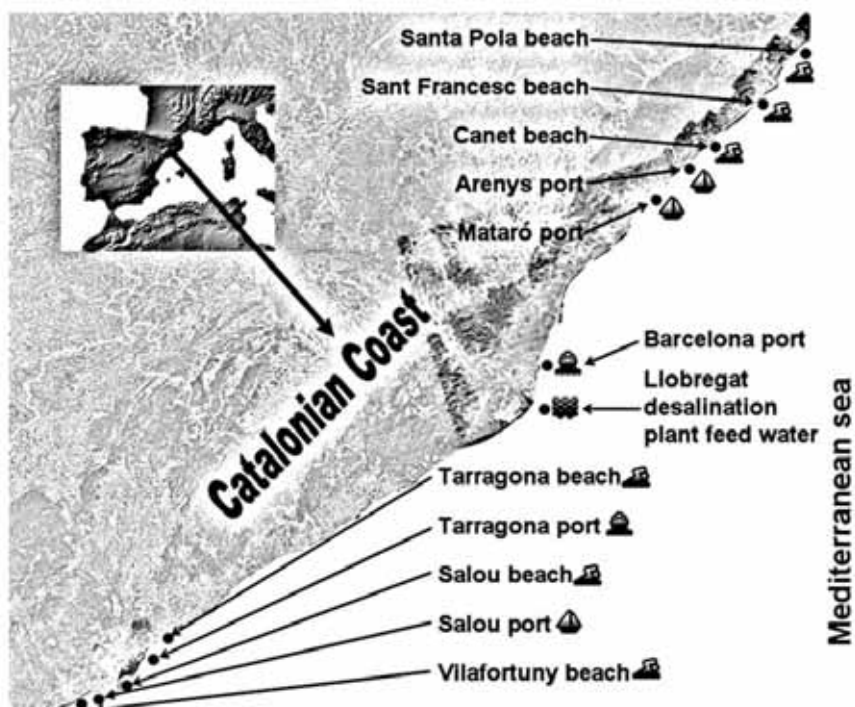 Santa Pola beach
Sant Francesc beach
Canet beach
Arenys port
Mataró port
Catalonian Coast
Barcelona port
Llobregat
desalination
plant feed water
Mediterranean sea
Tarragona beach
Tarragona port
Salou beach
Salou port
Vilafortuny beach